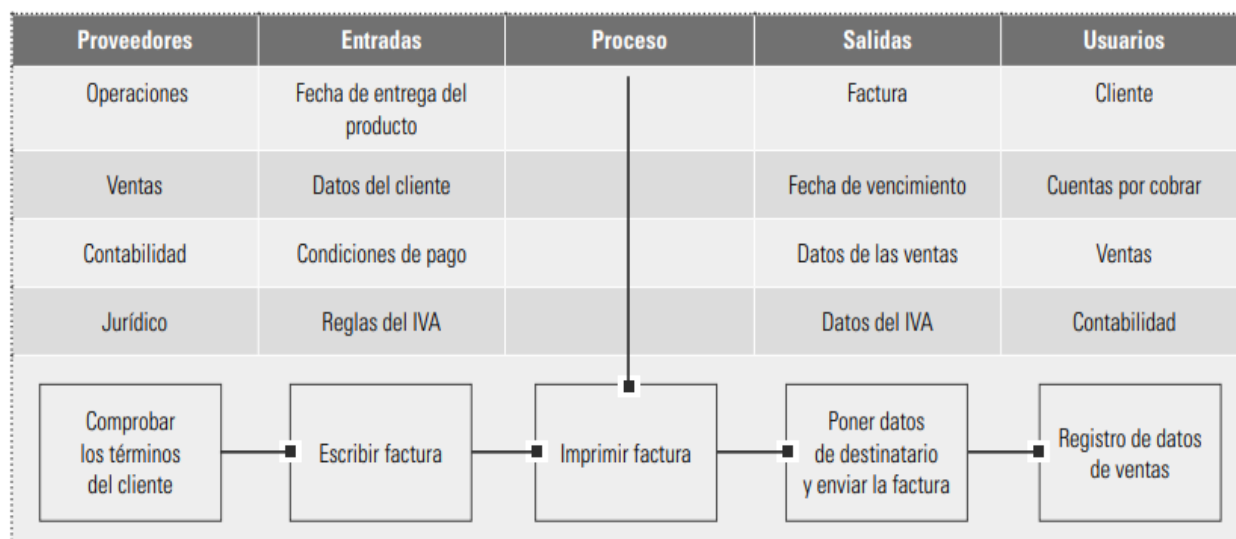 Proveedores Entradas Proceso Salidas Usuarios
Operaciones Fecha de entrega del Factura Cliente
producto
Ventas Datos del cliente Fecha de vencimiento Cuentas por cobrar
Contabilidad Condiciones de pago Datos de las ventas Ventas
Jurídico Reglas del IVA Datos del IVA Contabilidad
Comprobar
los términos
del cliente
Escribir factura
Imprimir factura
Poner datos
de destinatario
y enviar la factura
Registro de datos
de ventas